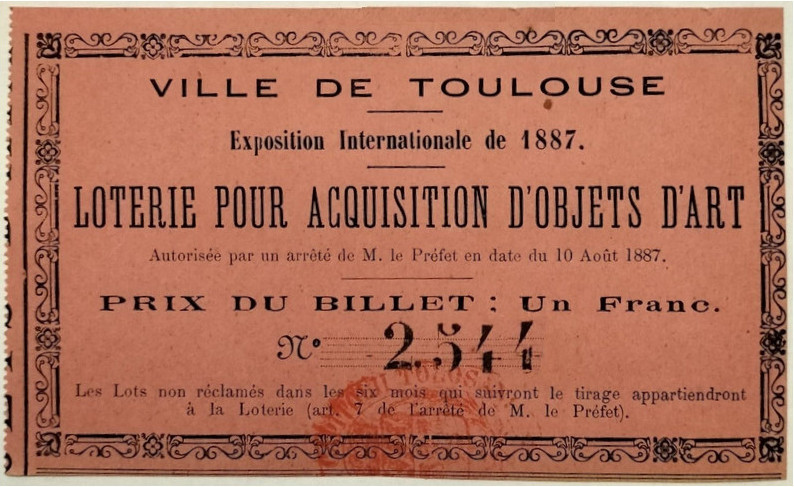 VILLE DE TOULOUSE
Exposition Internationale de 1887.
LOTERIE POUR ACQUISITION D'OBJETS D'ART
Autorisée par un arrêté de M. le Préfet en date du 10 Août 1887.
PRIX DU BILLET : Un Franc.
No 2.544
Les Lots non réclamés dans les six mois qui suivront le tirage appartiendront
à la Loterie (art. 7 de l'arrêté de M. le Préfet).